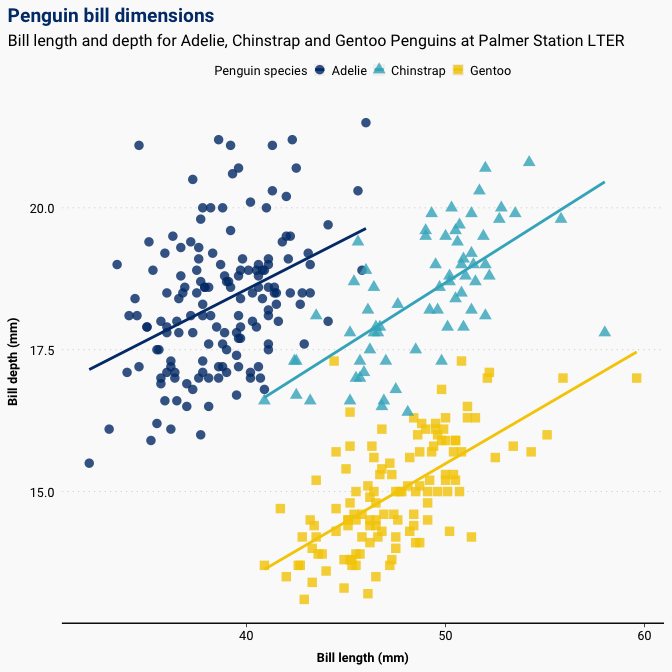 Penguin bill dimensions
Bill length and depth for Adelie, Chinstrap and Gentoo Penguins at Palmer Station LTER
Penguin species Adelie Chinstrap Gentoo
20.0
17.5
15.0
Bill depth (mm)
40 50 60
Bill length (mm)